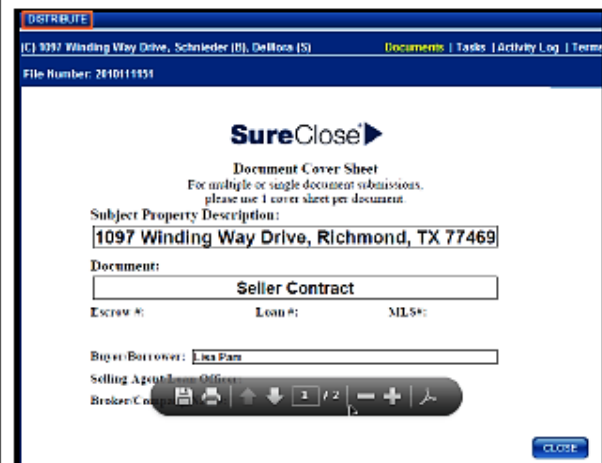 DISTRIBUTE
(C) 1097 Winding Way Drive, Schnieder (B), (S)
Documents | Tasks | Activity Log | Terms
File Number: 2010111951
SureClose
Document Cover Sheet
For multiple or single document submissions,
please use 1 cover sheet per document.
Subject Property Description:
1097 Winding Way Drive, Richmond, TX 77469
Document:
Seller Contract
Escrow #: Loan #: MLS#:
Buyer/Borrower: Lisa Pam
Selling Agent/Loan Officer:
1 / 2
CLOSE